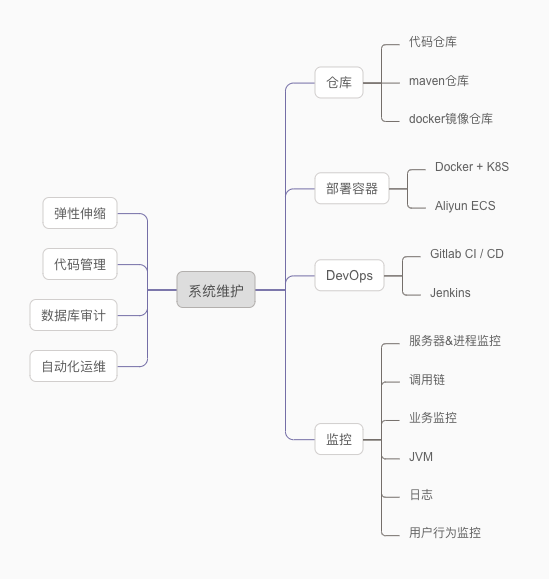 系统维护
弹性伸缩
代码管理
数据库审计
自动化运维
仓库
代码仓库
maven仓库
docker镜像仓库
部署容器
Docker + K8S
Aliyun ECS
DevOps
Gitlab CI / CD
Jenkins
监控
服务器&进程监控
调用链
业务监控
JVM
日志
用户行为监控